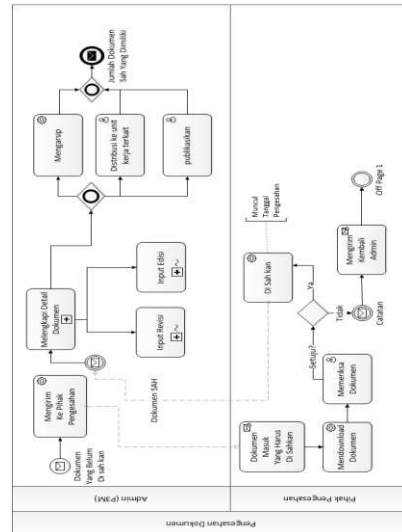 Pengesahan Dokumen
Admin (P3M)
Pihak Pengesahan
Dokumen
Yang Belum
Di sah kan
Mengirim
Ke Pihak
Pengesahan
Melengkapi Detail
Dokumen
Input Revisi
Input Edisi
Mengarsip
Distribusi ke unit
kerja terkait
publikasikan
Jumlah Dokumen
Sah Yang Dimiliki
Dokumen SAH
Dokumen
Masuk
Yang Harus
Di Sahkan
Mendownload
Dokumen
Memeriksa
Dokumen
Setuju?
Ya
Tidak
Di Sah kan
Muncul
Tanggal
Pengesahan
Catatan
Mengirim
Kembali
Admin
Off Page 1